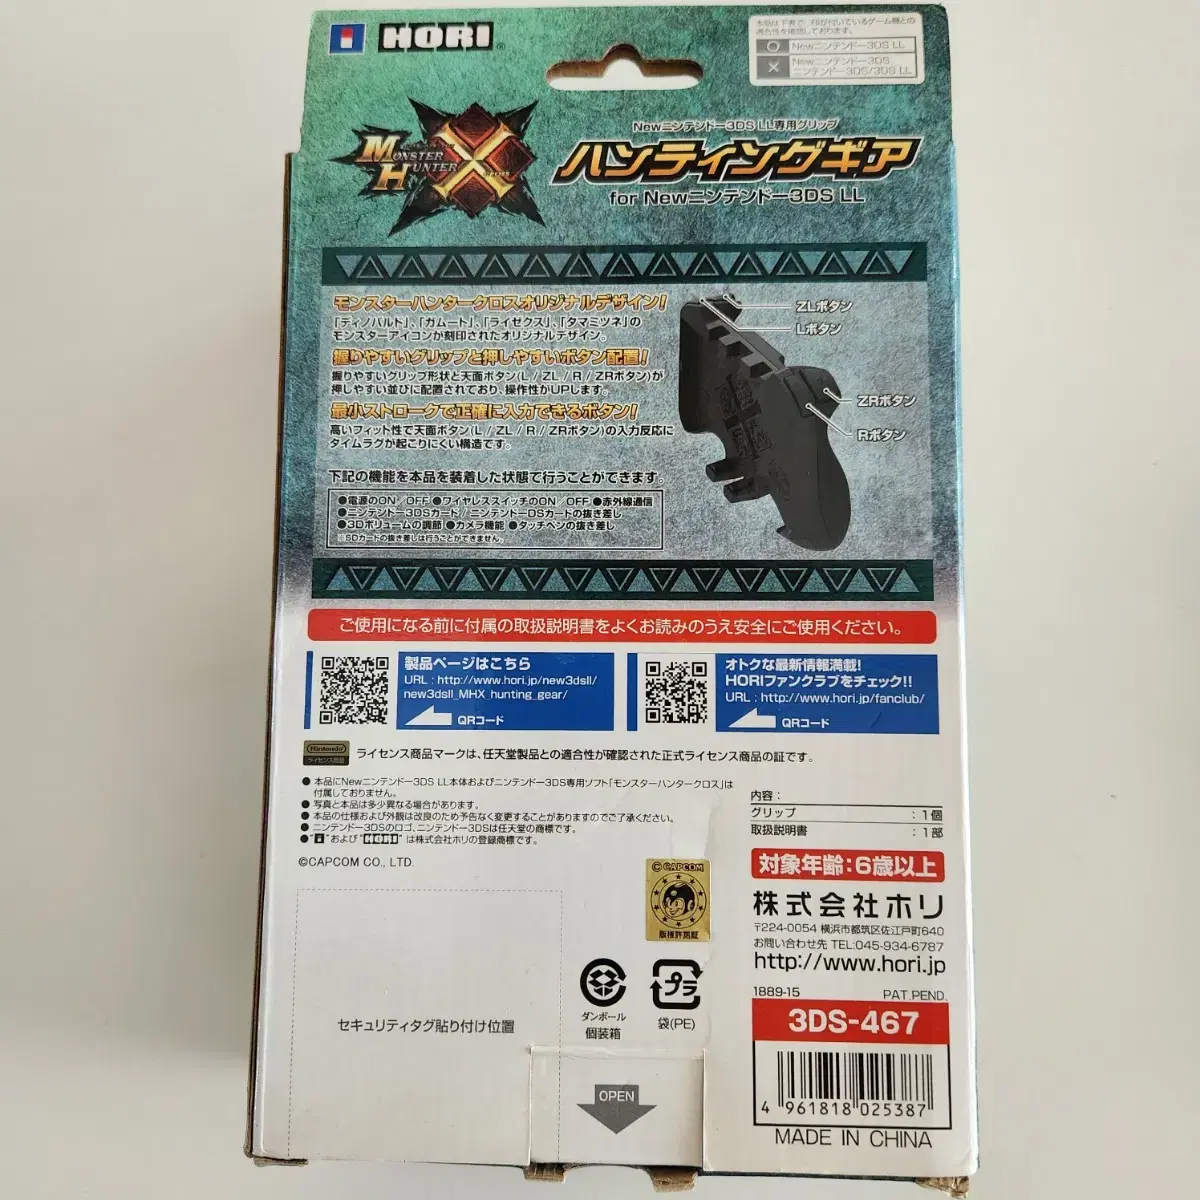 HORI
本品は下表で○印が付いているゲーム機との
適合性を確認しております。
○ Newニンテンドー3DS LL
× Newニンテンドー3DS
ニンテンドー3DS/3DS LL
MONSTER HUNTER X CROSS
Newニンテンドー3DS LL専用グリップ
ハンティングギア
for Newニンテンドー3DS LL
モンスターハンタークロスオリジナルデザイン!
「ディノバルド」、「ガムート」、「ライゼクス」、「タマミツネ」の
モンスターアイコンが刻印されたオリジナルデザイン。
握りやすいグリップと押しやすいボタン配置!
握りやすいグリップ形状と天面ボタン(L / ZL / R / ZRボタン)が
押しやすい並びに配置されており、操作性がUPします。
最小ストロークで正確に入力できるボタン!
高いフィット性で天面ボタン(L / ZL / R / ZRボタン)の入力反応に
タイムラグが起こりにくい構造です。
ZLボタン
Lボタン
ZRボタン
Rボタン
下記の機能を本品を装着した状態で行うことができます。
●電源のON/OFF ●ワイヤレススイッチのON/OFF ●赤外線通信
●ニンテンドー3DSカード / ニンテンドーDSカードの抜き差し
●3Dボリュームの調節 ●カメラ機能 ●タッチペンの抜き差し
※SDカードの抜き差しは行うことができません。
ご使用になる前に付属の取扱説明書をよくお読みのうえ安全にご使用ください。
製品ページはこちら
URL : http://www.hori.jp/new3dsll/
new3dsll_MHX_hunting_gear/
QRコード
オトクな最新情報満載!
HORIファンクラブをチェック!!
URL : http://www.hori.jp/fanclub/
QRコード
Nintendo
ライセンス商品
ライセンス商品マークは、任天堂製品との適合性が確認された正式ライセンス商品の証です。
● 本品にNewニンテンドー3DS LL本体およびニンテンドー3DS専用ソフト「モンスターハンタークロス」は
付属しておりません。
● 写真と本品は多少異なる場合があります。
● 本品の仕様および外観は改良のため予告なく変更することがありますのでご了承ください。
● ニンテンドー3DSのロゴ、ニンテンドー3DSは任天堂の商標です。
● " "および"HORI"は株式会社ホリの登録商標です。
©CAPCOM CO., LTD.
内容 :
グリップ : 1個
取扱説明書 : 1部
対象年齢:6歳以上
株式会社ホリ
〒224-0054 横浜市都筑区佐江戸町640
お問い合わせ先 TEL:045-934-6787
http://www.hori.jp
1889-15 PAT.PEND.
3DS-467
4 961818 025387
MADE IN CHINA
©CAPCOM
版権許諾証
ダンボール
個装箱
プラ
袋(PE)
セキュリティタグ貼り付け位置
OPEN